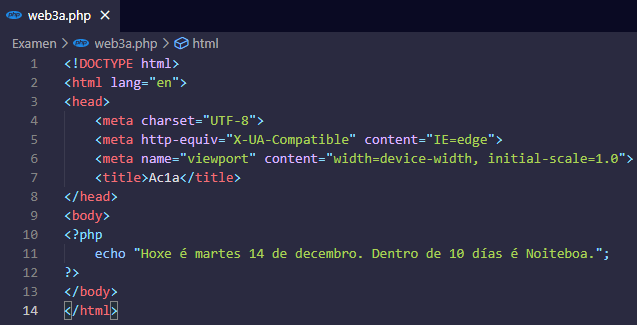 php web3a.php ×
Examen > php web3a.php > html
1 <!DOCTYPE html>
2 <html lang="en">
3 <head>
4 <meta charset="UTF-8">
5 <meta http-equiv="X-UA-Compatible" content="IE=edge">
6 <meta name="viewport" content="width=device-width, initial-scale=1.0">
7 <title>Ac1a</title>
8 </head>
9 <body>
10 <?php
11 echo "Hoxe é martes 14 de decembro. Dentro de 10 días é Noiteboa.";
12 ?>
13 </body>
14 </html>